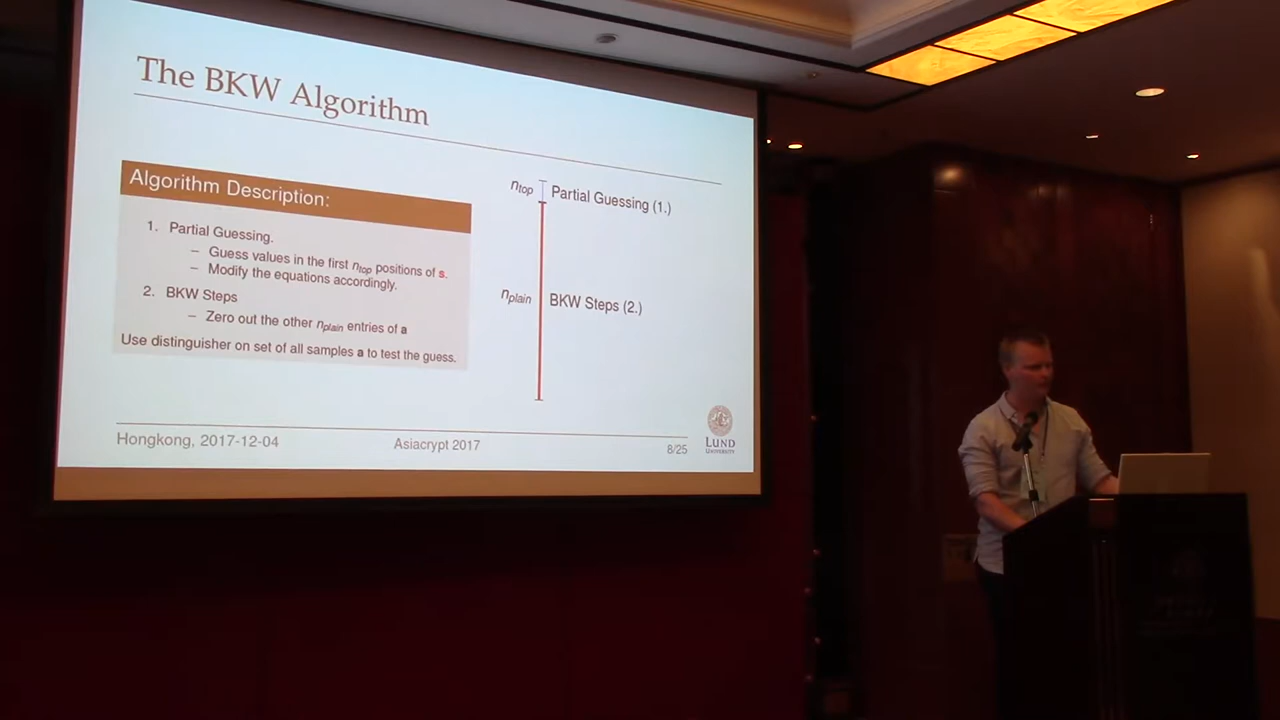 The BKW Algorithm
Algorithm Description:
1. Partial Guessing.
– Guess values in the first n_top positions of s.
– Modify the equations accordingly.
2. BKW Steps
– Zero out the other n_plain entries of a
Use distinguisher on set of all samples a to test the guess.
n_top Partial Guessing (1.)
n_plain BKW Steps (2.)
Hongkong, 2017-12-04 Asiacrypt 2017 8/25
LUND
UNIVERSITY